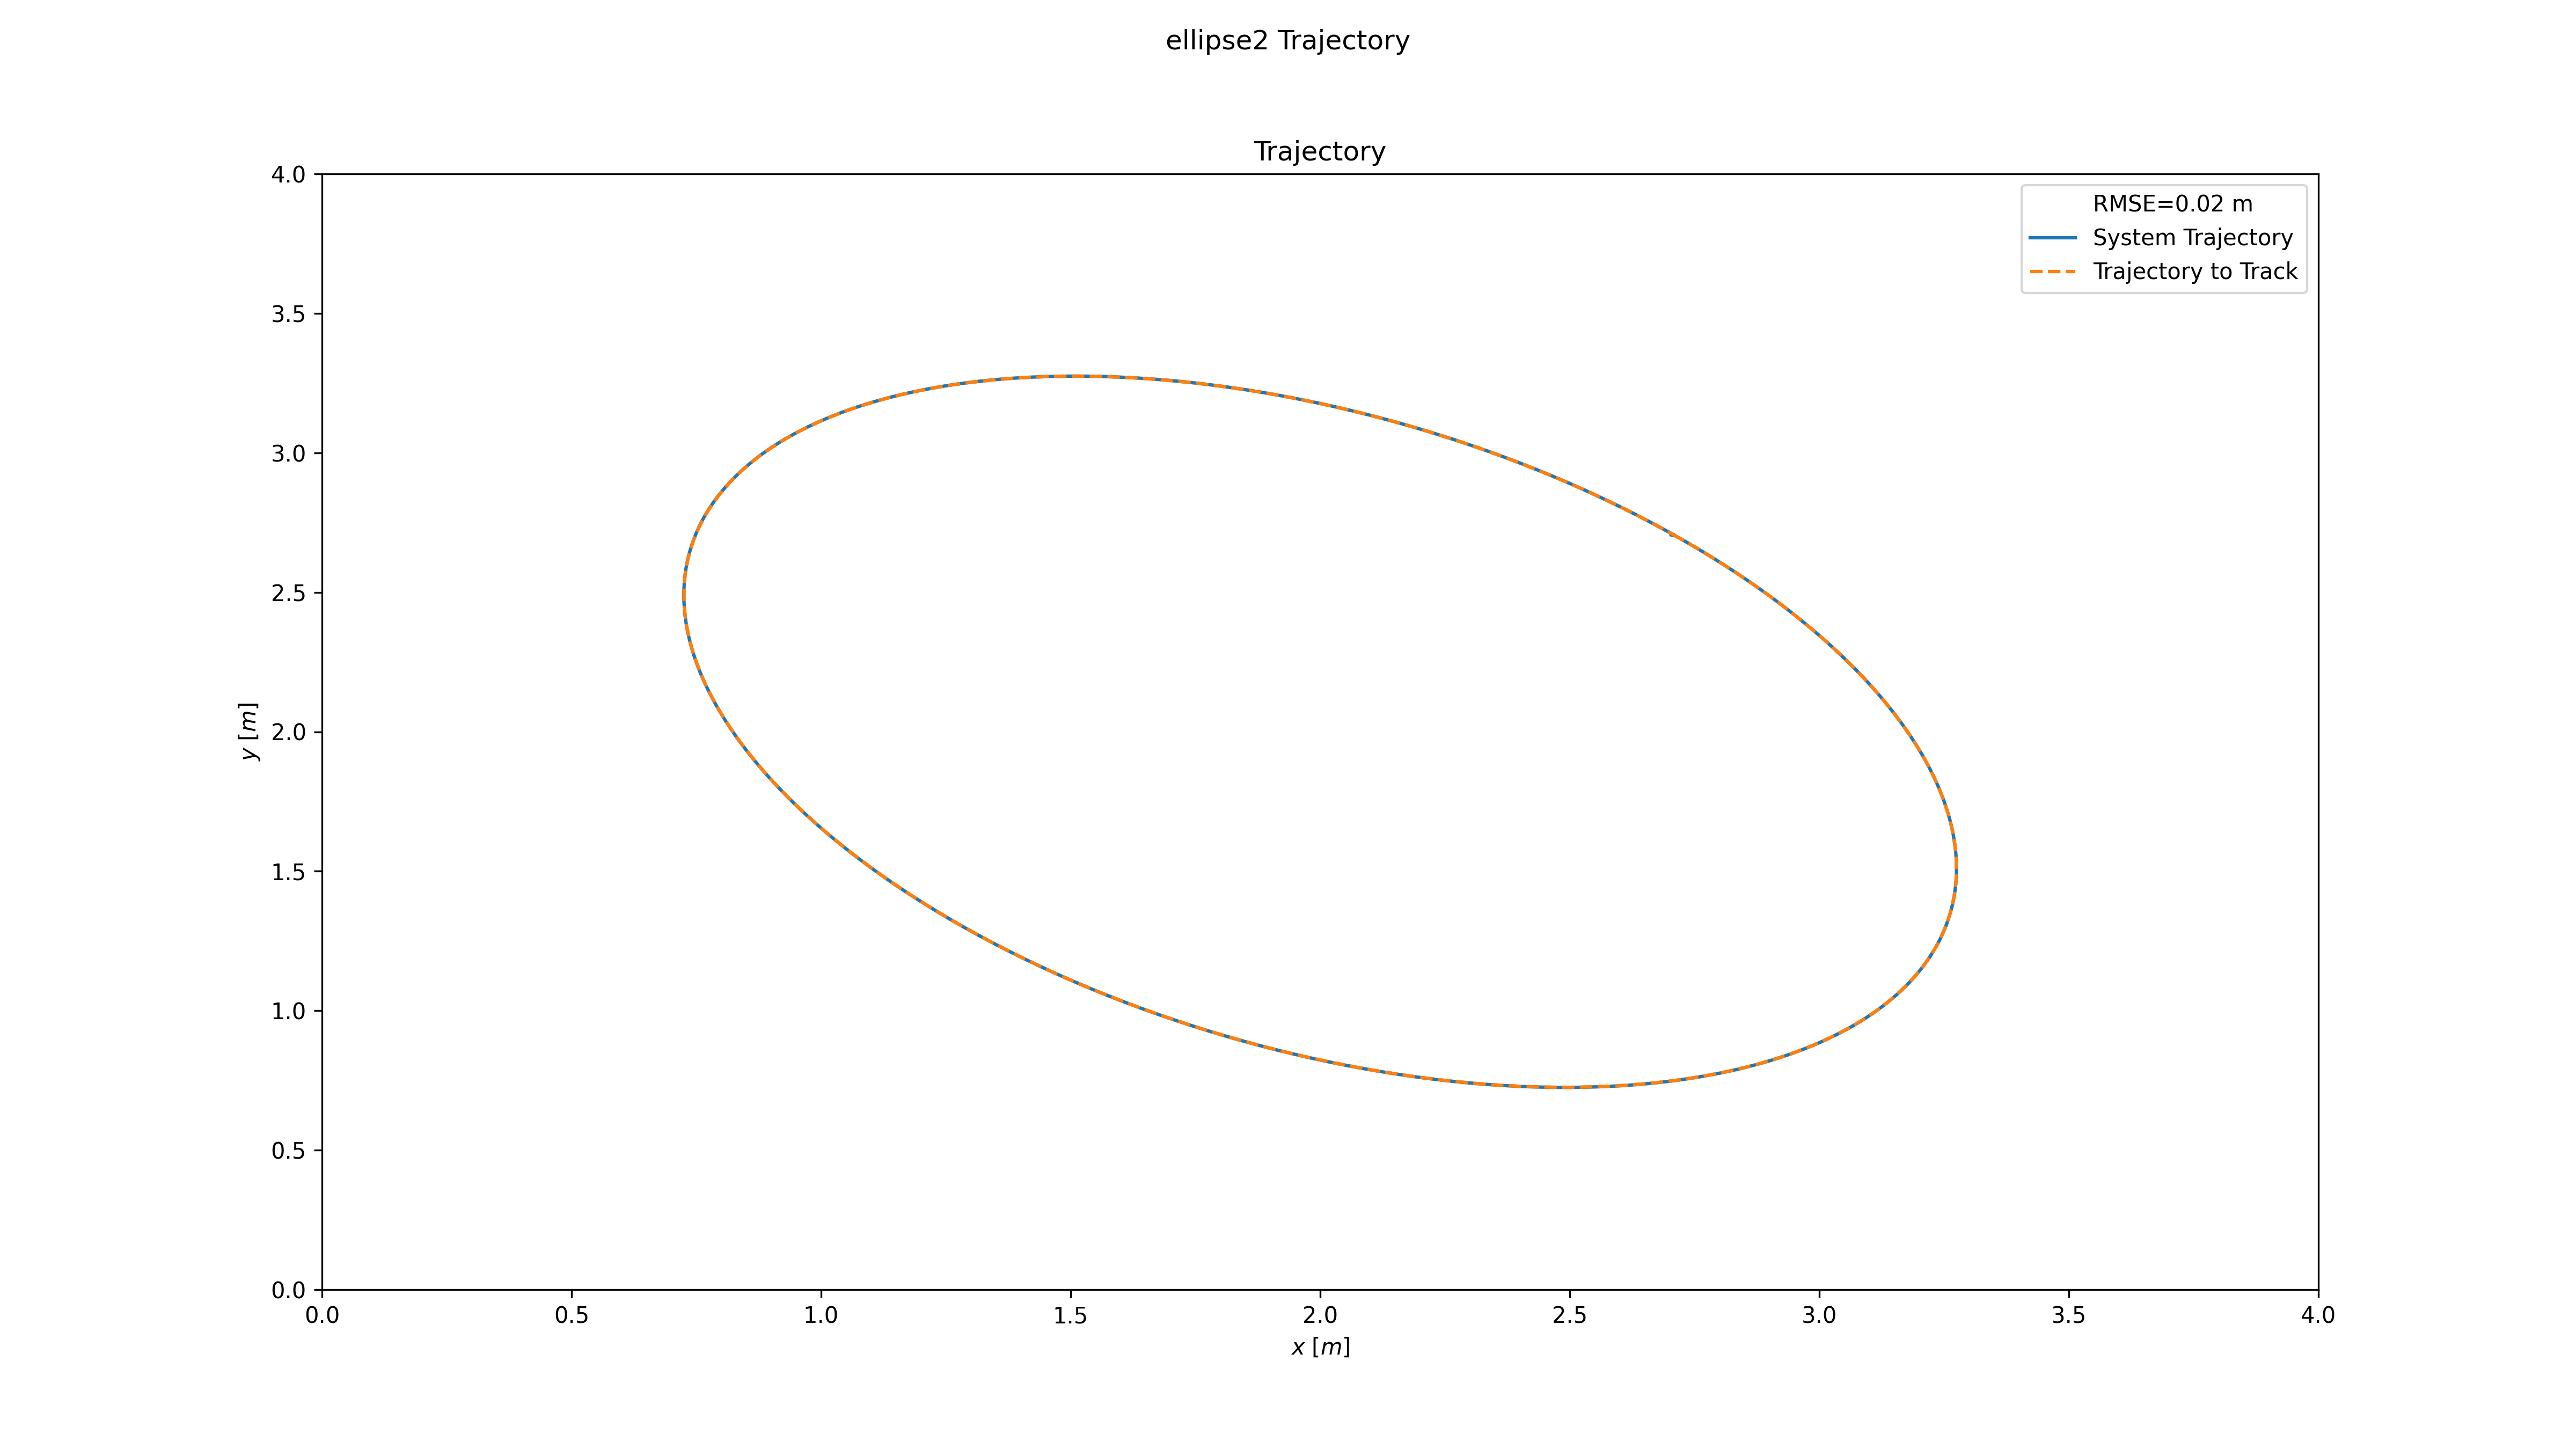 ellipse2 Trajectory
Trajectory
RMSE=0.02 m
System Trajectory
Trajectory to Track
4.0
3.5
3.0
2.5
2.0
1.5
1.0
0.5
0.0
y [m]
0.0 0.5 1.0 1.5 2.0 2.5 3.0 3.5 4.0
x [m]